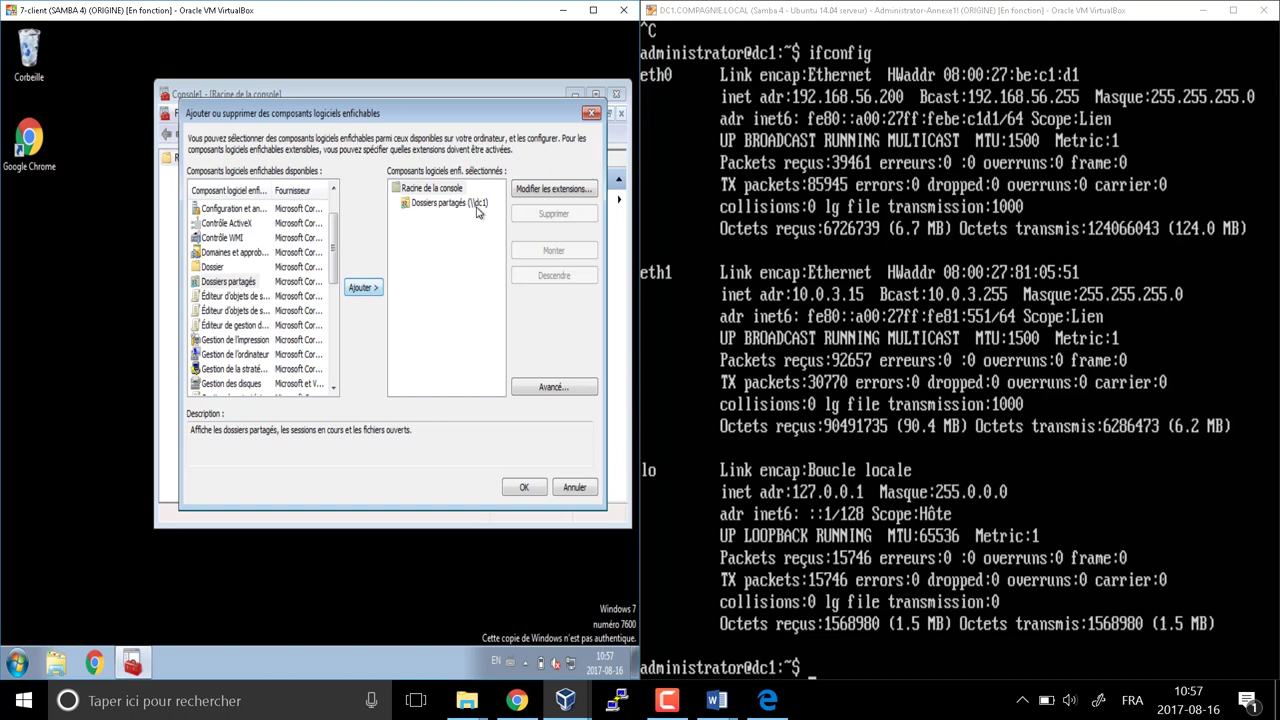 7-client (SAMBA 4) (ORIGINE) [En fonction] - Oracle VM VirtualBox
Corbeille
Google Chrome
Console1 - [Racine de la console]
Ajouter ou supprimer des composants logiciels enfichables
Vous pouvez sélectionner des composants logiciels enfichables parmi ceux disponibles sur votre ordinateur, et les configurer. Pour les
composants logiciels enfichables extensibles, vous pouvez spécifier quelles extensions doivent être activées.
Composants logiciels enfichables disponibles :
Composant logiciel enfi... Fournisseur
Configuration et an... Microsoft Cor...
Contrôle ActiveX Microsoft Cor...
Contrôle WMI Microsoft Cor...
Domaines et approb... Microsoft Cor...
Dossier Microsoft Cor...
Dossiers partagés Microsoft Cor...
Éditeur d'objets de s... Microsoft Cor...
Éditeur d'objets de s... Microsoft Cor...
Éditeur de gestion d... Microsoft Cor...
Gestion de l'impression Microsoft Cor...
Gestion de l'ordinateur Microsoft Cor...
Gestion de la straté... Microsoft Cor...
Gestion des disques Microsoft et V...
Ajouter >
Composants logiciels enfi. sélectionnés :
Racine de la console
Dossiers partagés (\\dc1)
Modifier les extensions...
Supprimer
Monter
Descendre
Avancé...
Description :
Affiche les dossiers partagés, les sessions en cours et les fichiers ouverts.
OK
Annuler
Windows 7
numéro 7600
Cette copie de Windows n'est pas authentique.
EN
10:57
2017-08-16
DC1.COMPAGNIE.LOCAL (Samba 4 - Ubuntu 14.04 serveur) - Administrator-Annexe1! (ORIGINE) [En fonction] - Oracle VM VirtualBox
^C
administrator@dc1:~$ ifconfig
eth0 Link encap:Ethernet HWaddr 08:00:27:be:c1:d1
inet adr:192.168.56.200 Bcast:192.168.56.255 Masque:255.255.255.0
adr inet6: fe80::a00:27ff:febe:c1d1/64 Scope:Lien
UP BROADCAST RUNNING MULTICAST MTU:1500 Metric:1
Packets reçus:39461 erreurs:0 :0 overruns:0 frame:0
TX packets:85945 errors:0 dropped:0 overruns:0 carrier:0
collisions:0 lg file transmission:1000
Octets reçus:6726739 (6.7 MB) Octets transmis:124066043 (124.0 MB)
eth1 Link encap:Ethernet HWaddr 08:00:27:81:05:51
inet adr:10.0.3.15 Bcast:10.0.3.255 Masque:255.255.255.0
adr inet6: fe80::a00:27ff:fe81:551/64 Scope:Lien
UP BROADCAST RUNNING MULTICAST MTU:1500 Metric:1
Packets reçus:92657 erreurs:0 :0 overruns:0 frame:0
TX packets:30770 errors:0 dropped:0 overruns:0 carrier:0
collisions:0 lg file transmission:1000
Octets reçus:90491735 (90.4 MB) Octets transmis:6286473 (6.2 MB)
lo Link encap:Boucle locale
inet adr:127.0.0.1 Masque:255.0.0.0
adr inet6: ::1/128 Scope:Hôte
UP LOOPBACK RUNNING MTU:65536 Metric:1
Packets reçus:15746 erreurs:0 :0 overruns:0 frame:0
TX packets:15746 errors:0 dropped:0 overruns:0 carrier:0
collisions:0 lg file transmission:0
Octets reçus:1568980 (1.5 MB) Octets transmis:1568980 (1.5 MB)
administrator@dc1:~$
Taper ici pour rechercher
FRA
10:57
2017-08-16
1